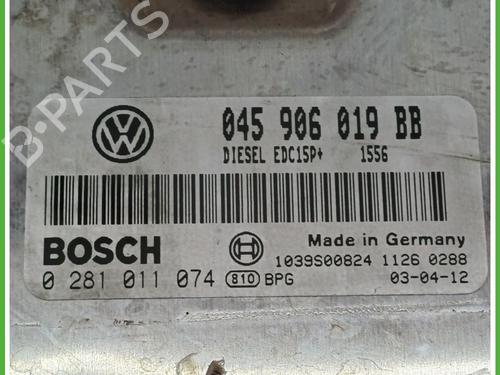 B-PARTS
045 906 019 BB
DIESEL EDC15P+ 1556
BOSCH
Made in Germany
1039S00824 1126 0288
0 281 011 074 810 BPG 03-04-12